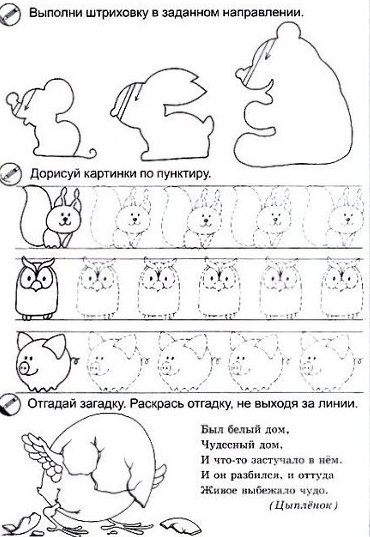 Выполни штриховку в заданном направлении.
Дорисуй картинки по пунктиру.
Отгадай загадку. Раскрась отгадку, не выходя за линии.
Был белый дом,
Чудесный дом,
И что-то застучало в нём.
И он разбился, и оттуда
Живое выбежало чудо.
(Цыплёнок)